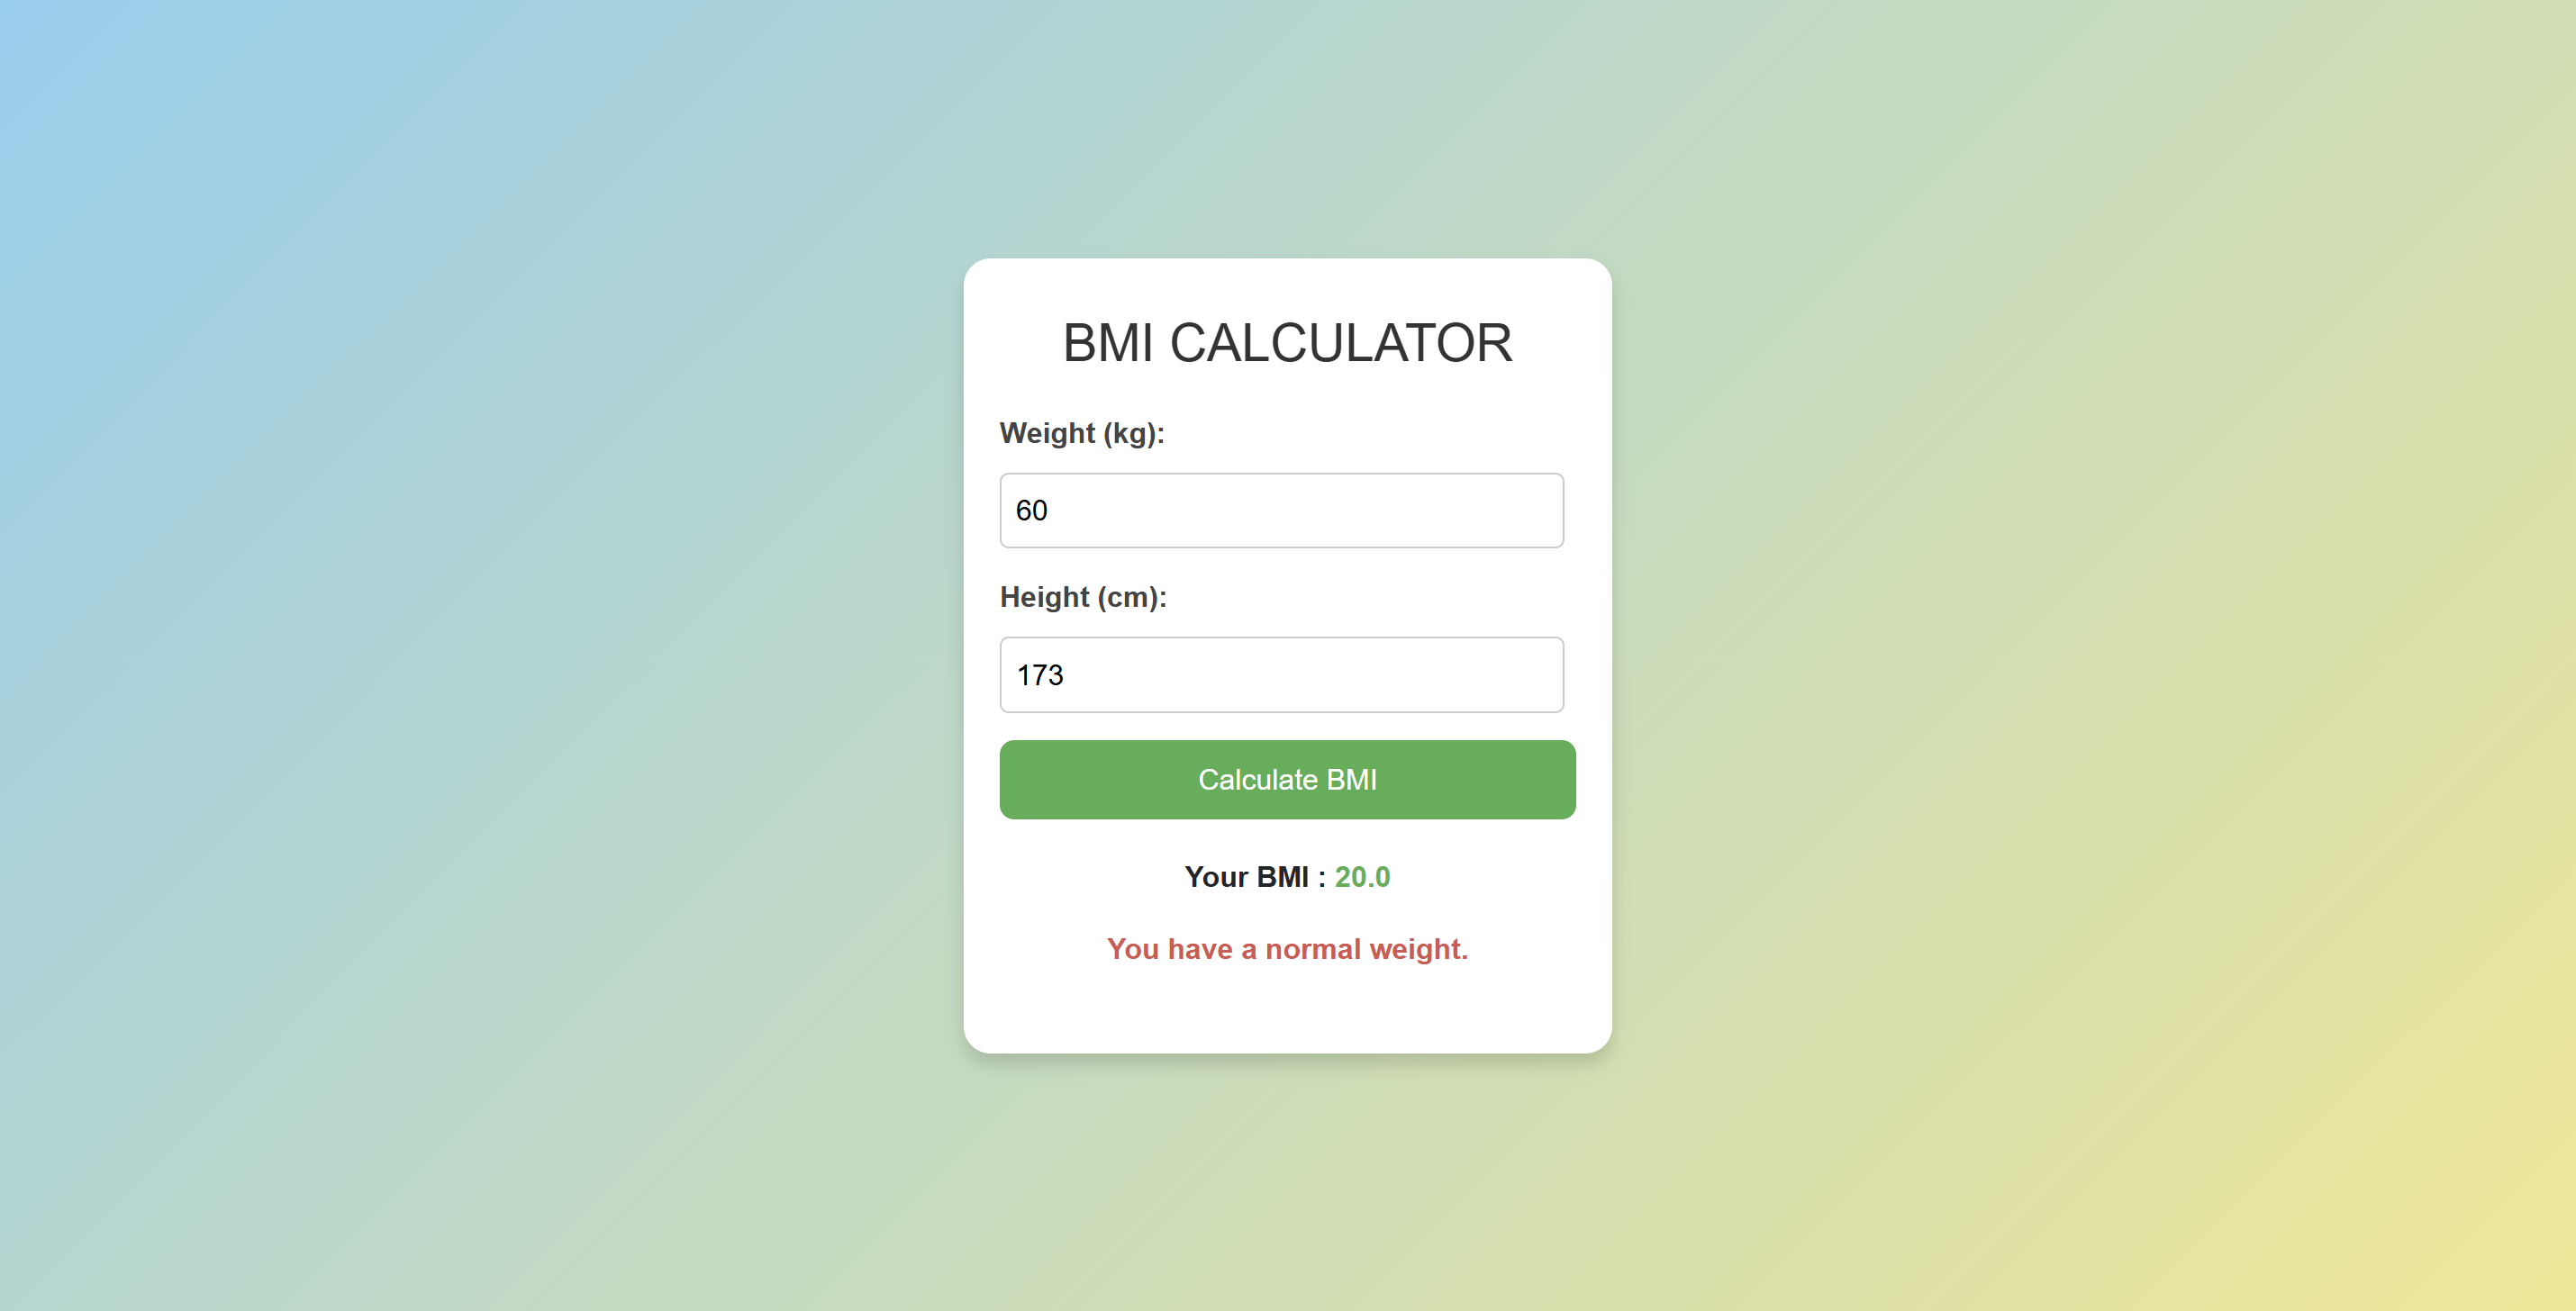 BMI CALCULATOR
Weight (kg):
60
Height (cm):
173
Calculate BMI
Your BMI : 20.0
You have a normal weight.